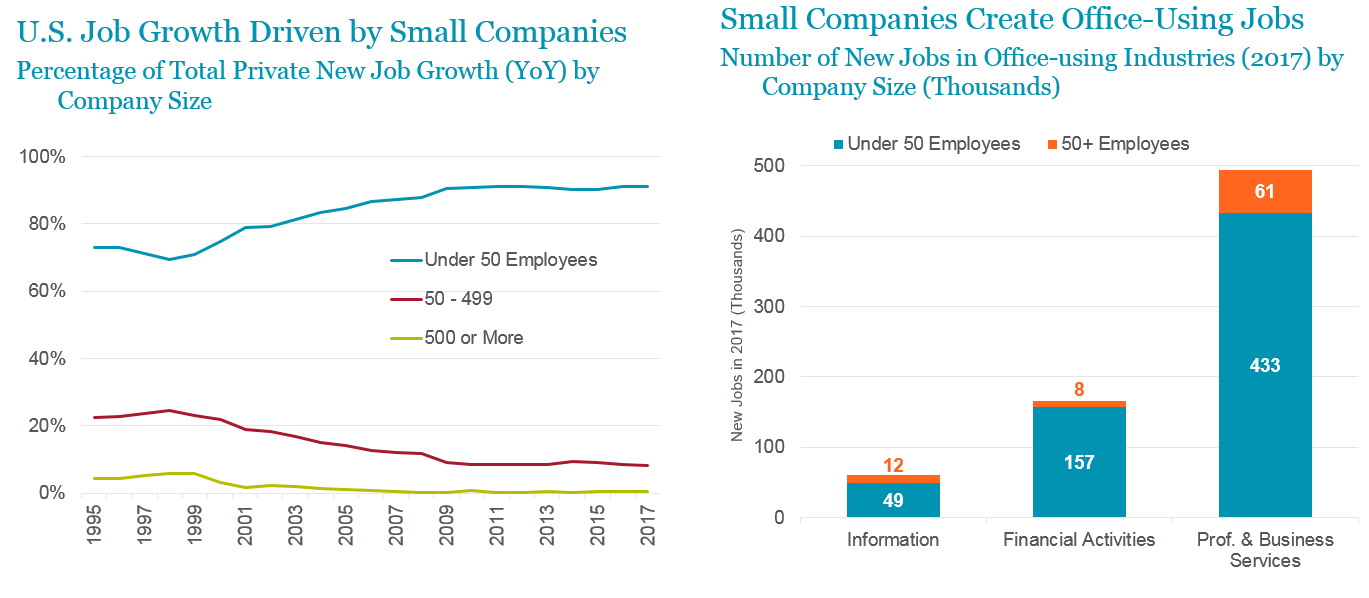 U.S. Job Growth Driven by Small Companies
Percentage of Total Private New Job Growth (YoY) by
Company Size
100%
80%
60%
40%
20%
0%
Under 50 Employees
50 - 499
500 or More
1995
1997
1999
2001
2003
2005
2007
2009
2011
2013
2015
2017
Small Companies Create Office-Using Jobs
Number of New Jobs in Office-using Industries (2017) by
Company Size (Thousands)
Under 50 Employees
50+ Employees
New Jobs in 2017 (Thousands)
500
400
300
200
100
0
12
49
8
157
61
433
Information
Financial Activities
Prof. & Business
Services